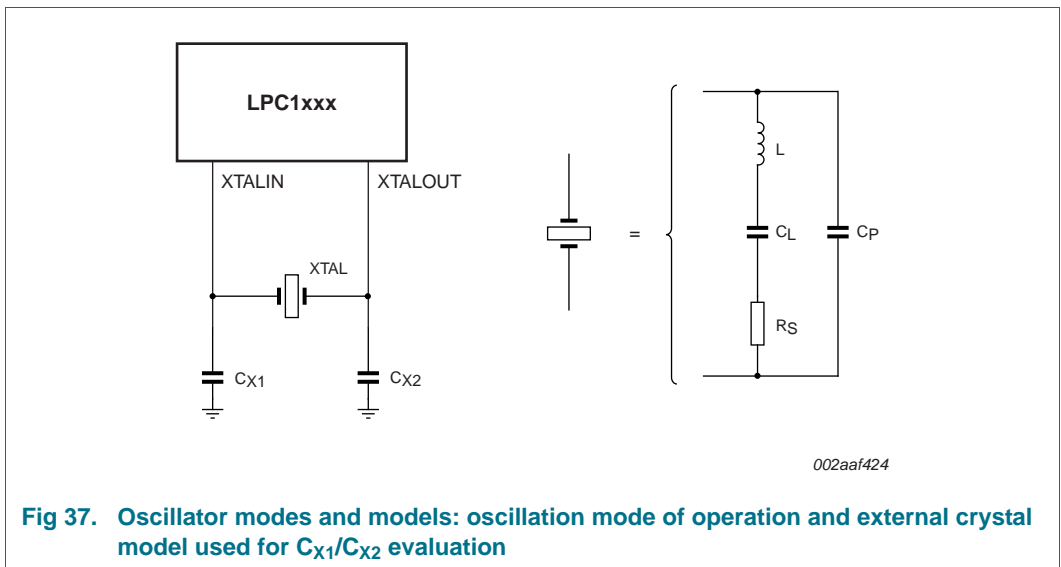 LPC1xxx
XTALIN XTALOUT
XTAL
CX1 CX2
=
L
CL CP
RS
002aaf424
Fig 37. Oscillator modes and models: oscillation mode of operation and external crystal
model used for CX1/CX2 evaluation